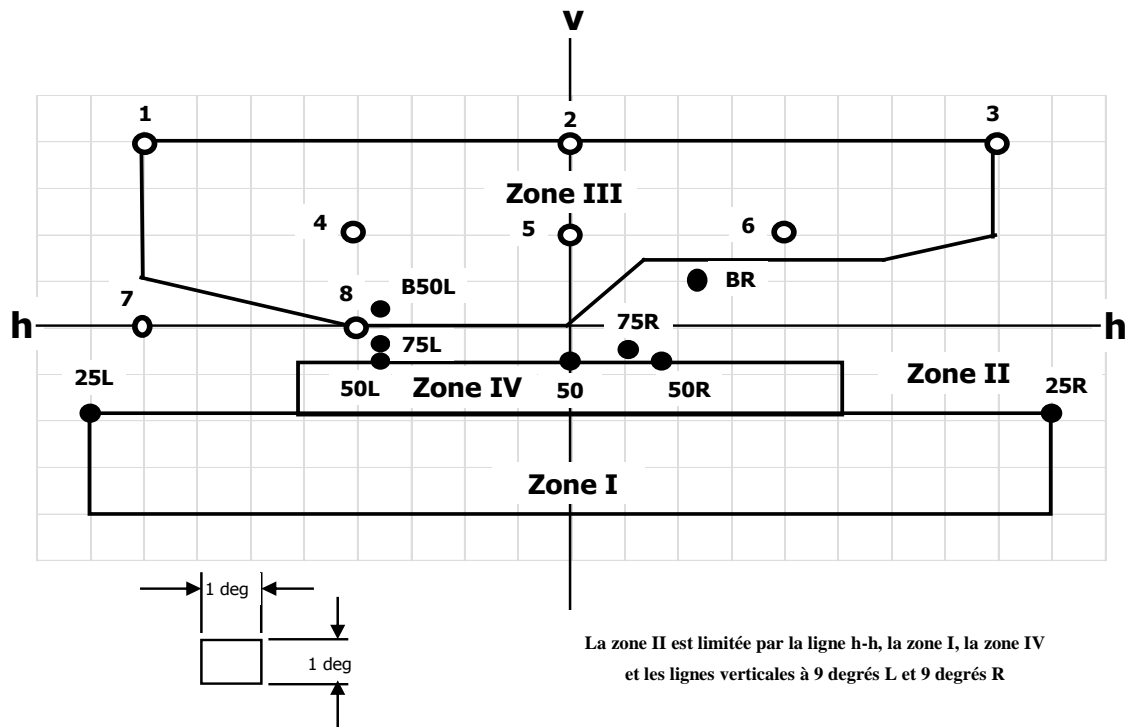 v
1
2
3
Zone III
4
5
6
B50L
BR
7
8
h
75R
h
75L
25L
50L
Zone IV
50
50R
Zone II
25R
Zone I
1 deg
1 deg
La zone II est limitée par la ligne h-h, la zone I, la zone IV
et les lignes verticales à 9 degrés L et 9 degrés R